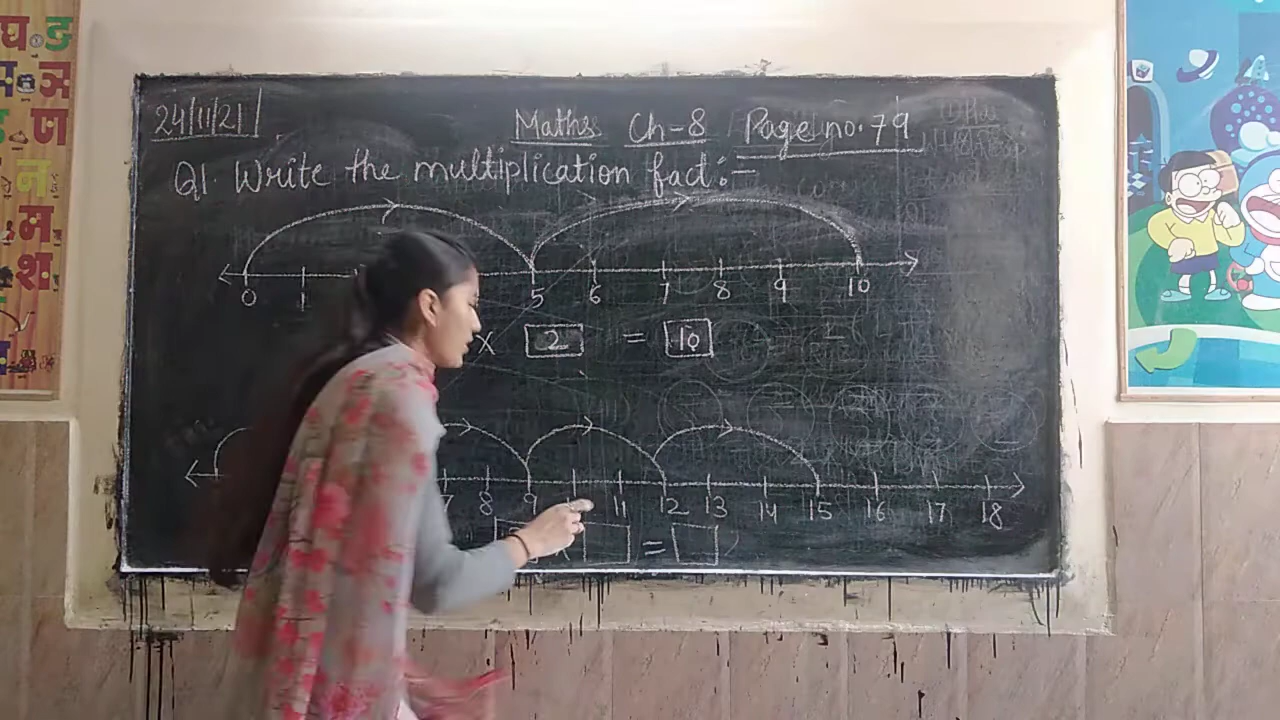 24/11/21
Maths Ch-8 Page no. 79
Q1. Write the multiplication fact :-
0 1 5 6 7 8 9 10
x 2 = 10
7 8 9 11 12 13 14 15 16 17 18
=
घ ङ
ञ
ण
न
म
श